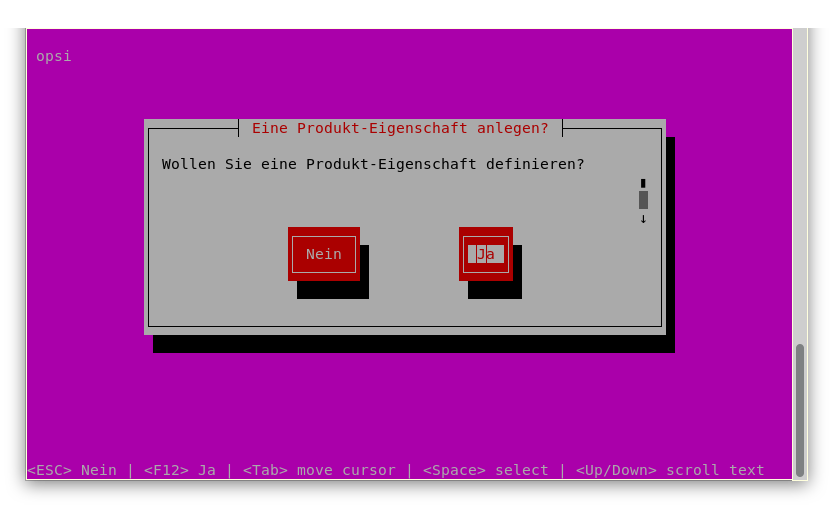 opsi
Eine Produkt-Eigenschaft anlegen?
Wollen Sie eine Produkt-Eigenschaft definieren?
↓
Nein
Ja
<ESC> Nein | <F12> Ja | <Tab> move cursor | <Space> select | <Up/Down> scroll text